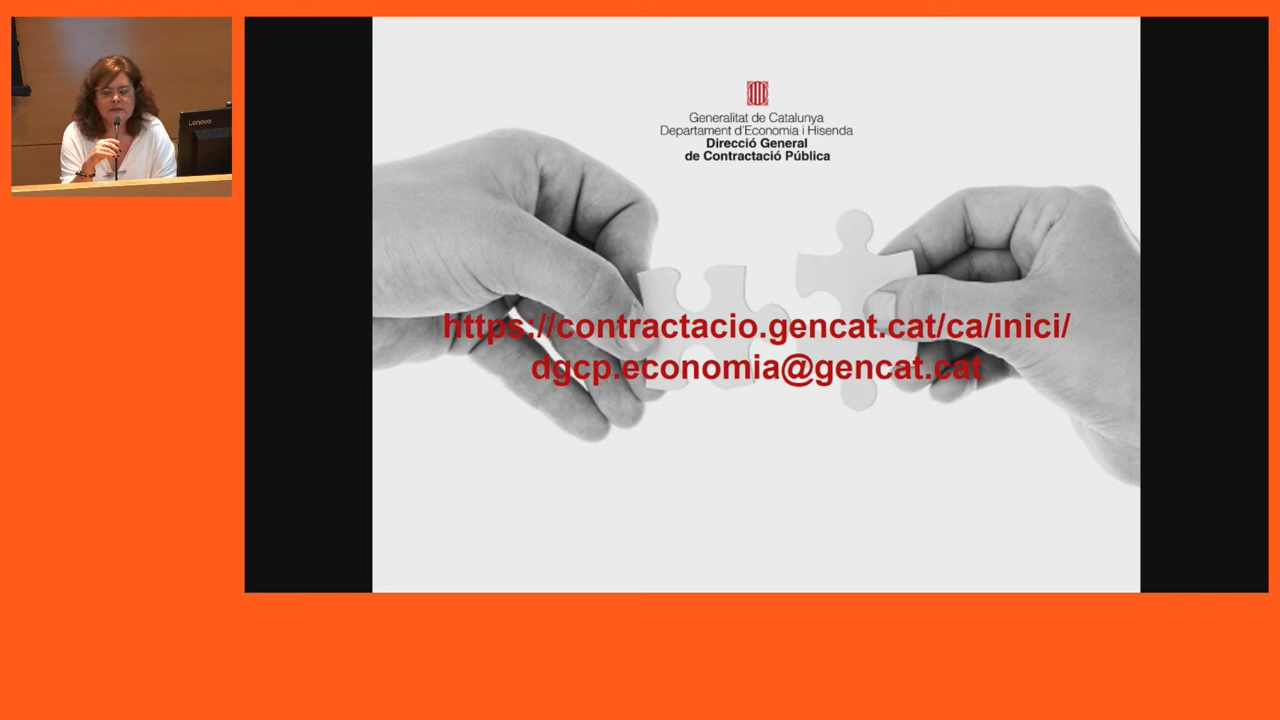 Lenovo
Generalitat de Catalunya
Departament d'Economia i Hisenda
Direcció General
de Contractació Pública
https://contractacio.gencat.cat/ca/inici/
dgcp.economia@gencat.cat